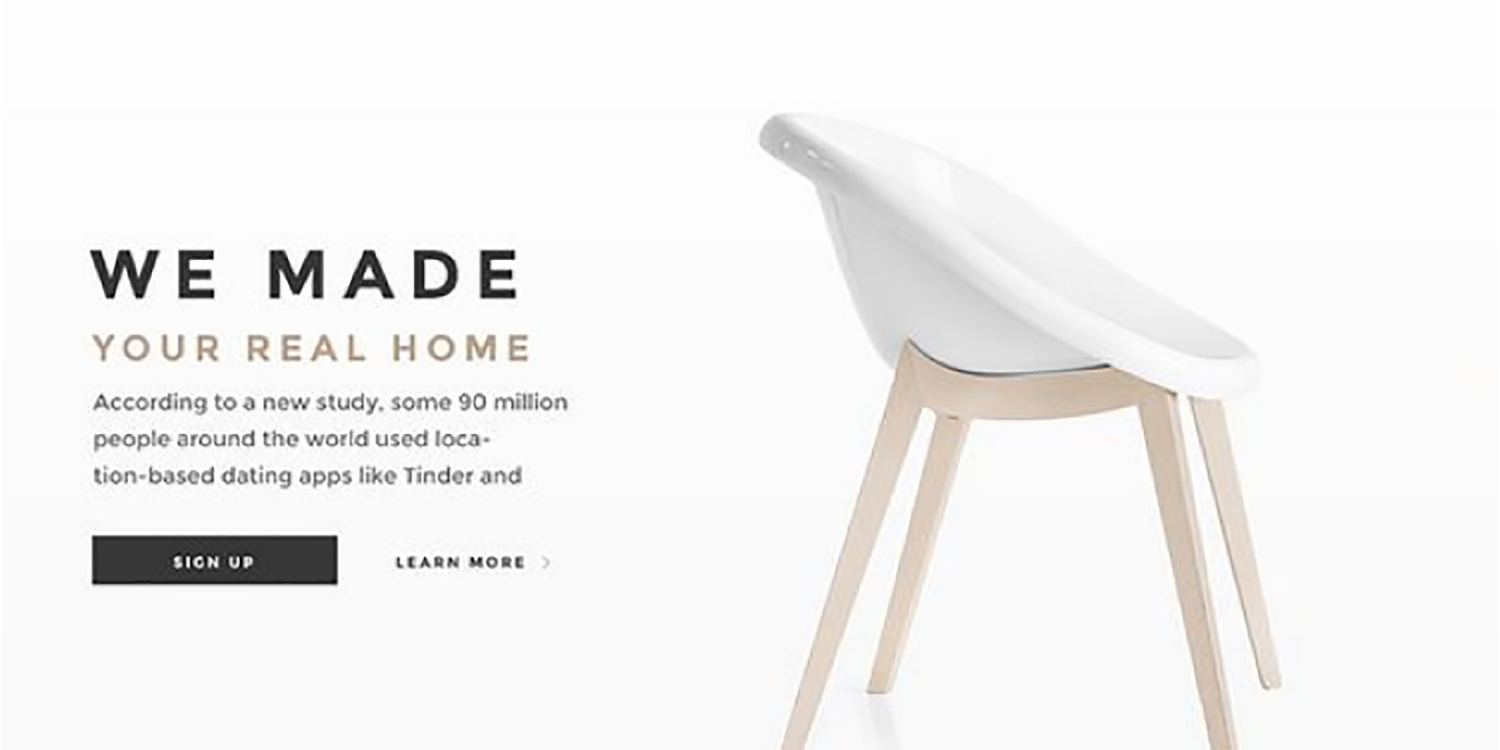 WE MADE
YOUR REAL HOME
According to a new study, some 90 million
people around the world used loca-
tion-based dating apps like Tinder and
SIGN UP
LEARN MORE >